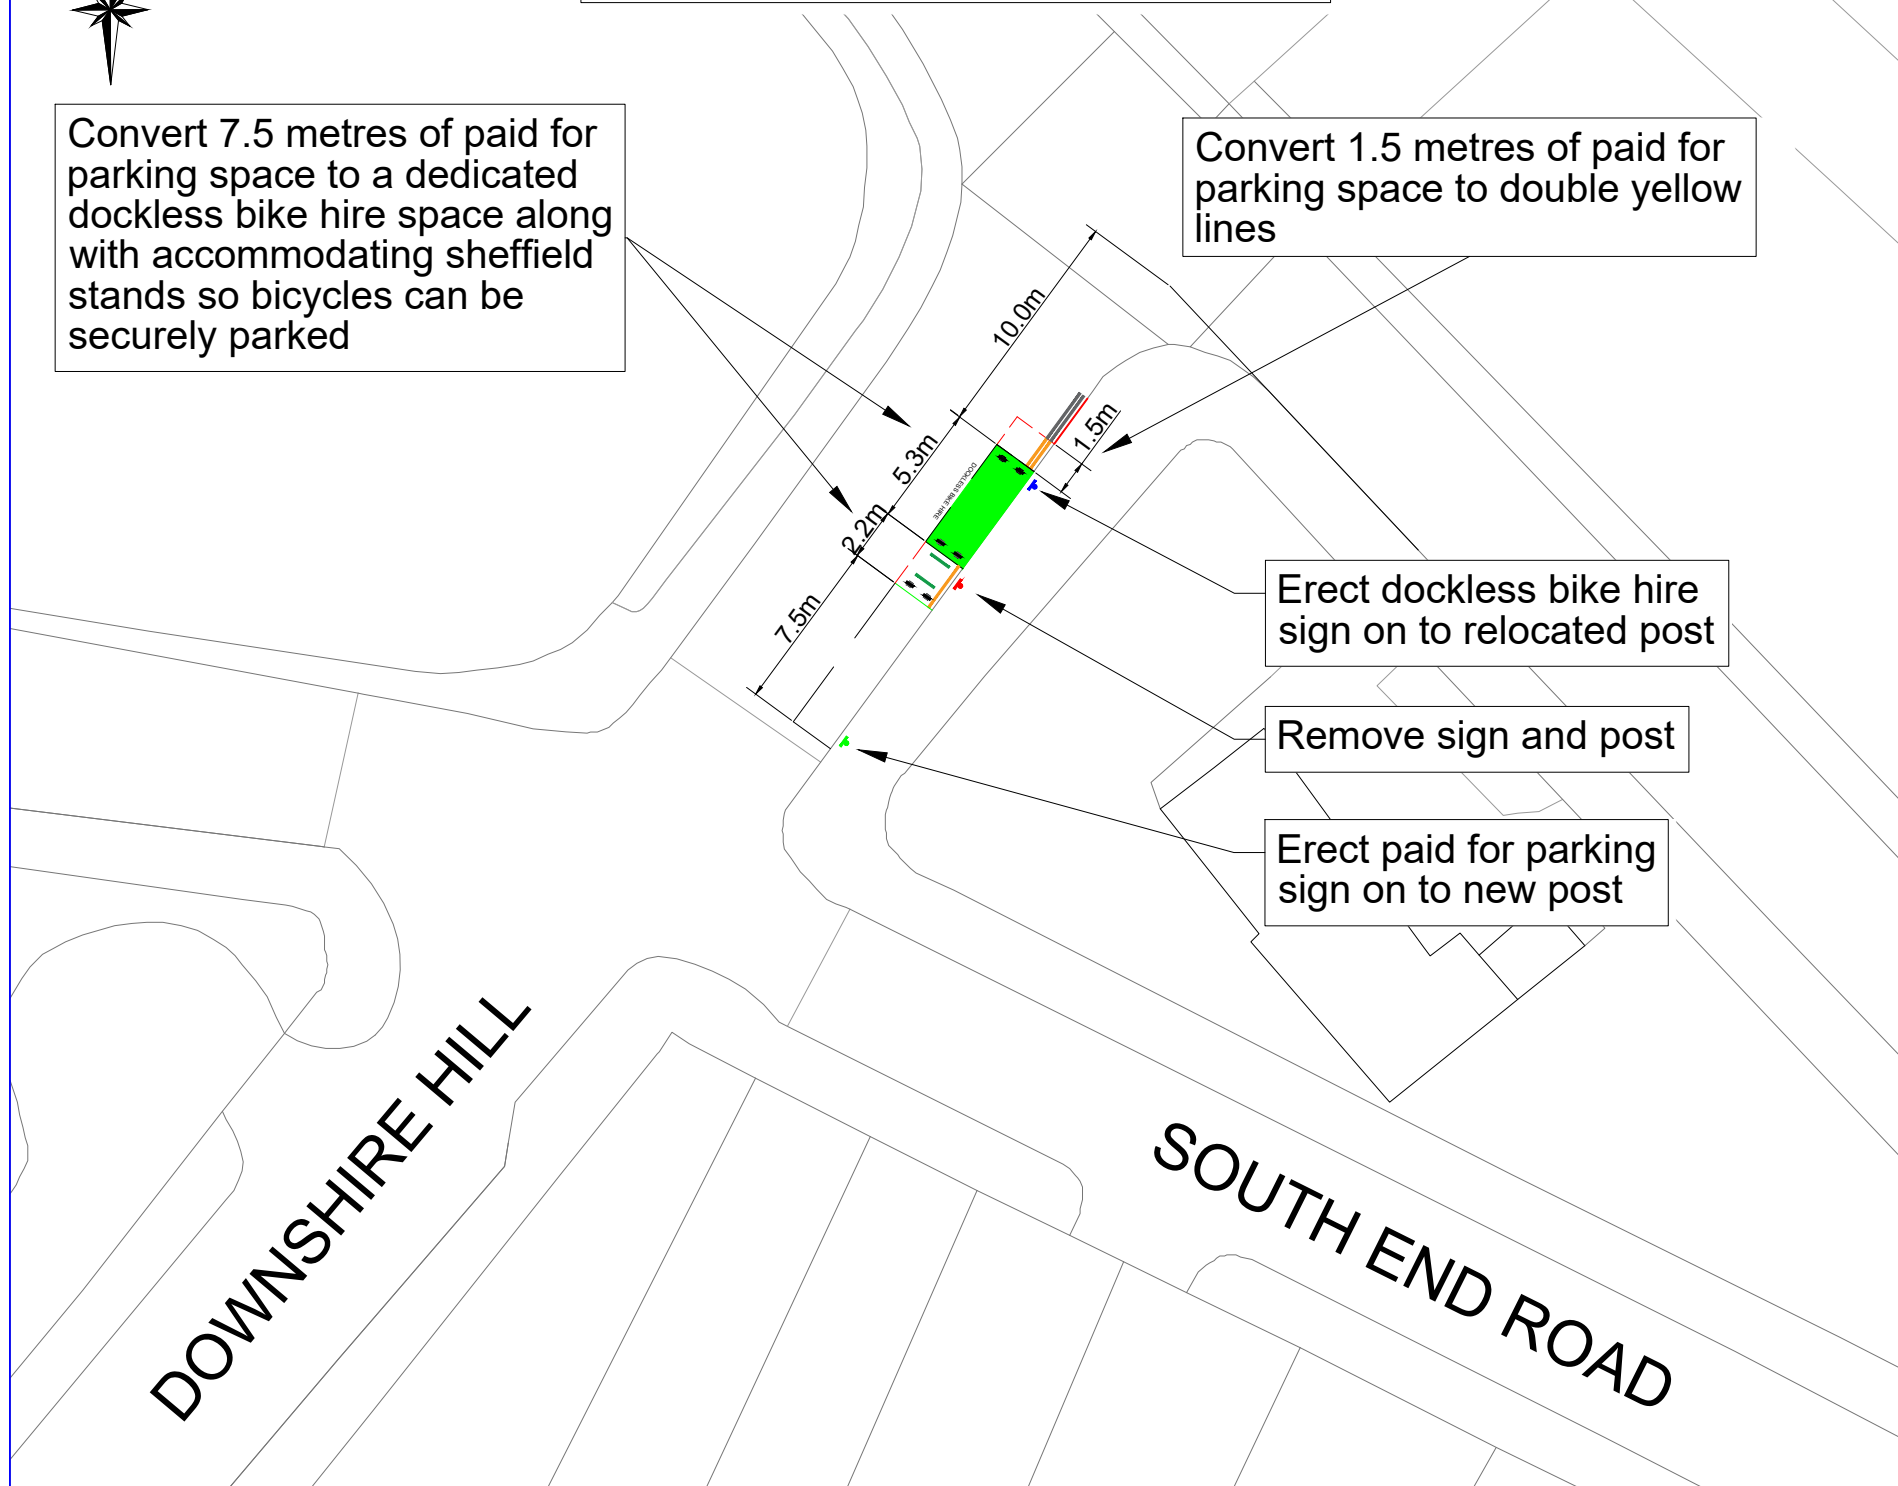 Convert 7.5 metres of paid for
parking space to a dedicated
dockless bike hire space along
with accommodating sheffield
stands so bicycles can be
securely parked
Convert 1.5 metres of paid for
parking space to double yellow
lines
10.0m
1.5m
5.3m
DOCKLESS BIKE HIRE
2.2m
7.5m
Erect dockless bike hire
sign on to relocated post
Remove sign and post
Erect paid for parking
sign on to new post
DOWNSHIRE HILL
SOUTH END ROAD